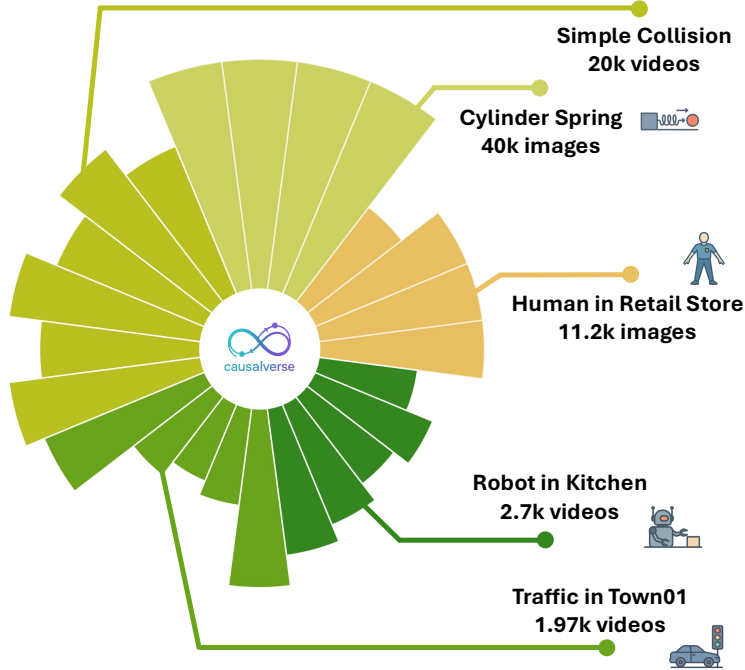 Simple Collision
20k videos
Cylinder Spring
40k images
Human in Retail Store
11.2k images
causalverse
Robot in Kitchen
2.7k videos
Traffic in Town01
1.97k videos